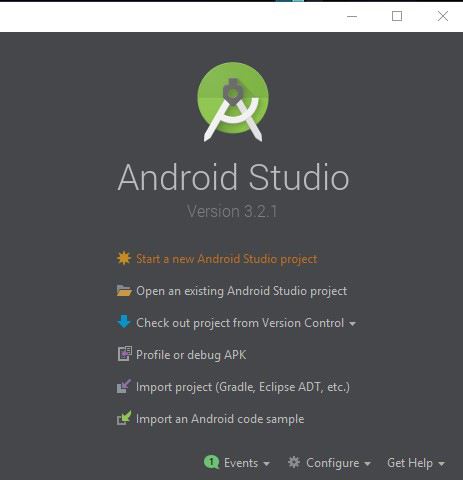 Android Studio
Version 3.2.1
Start a new Android Studio project
Open an existing Android Studio project
Check out project from Version Control
Profile or debug APK
Import project (Gradle, Eclipse ADT, etc.)
Import an Android code sample
1 Events Configure Get Help